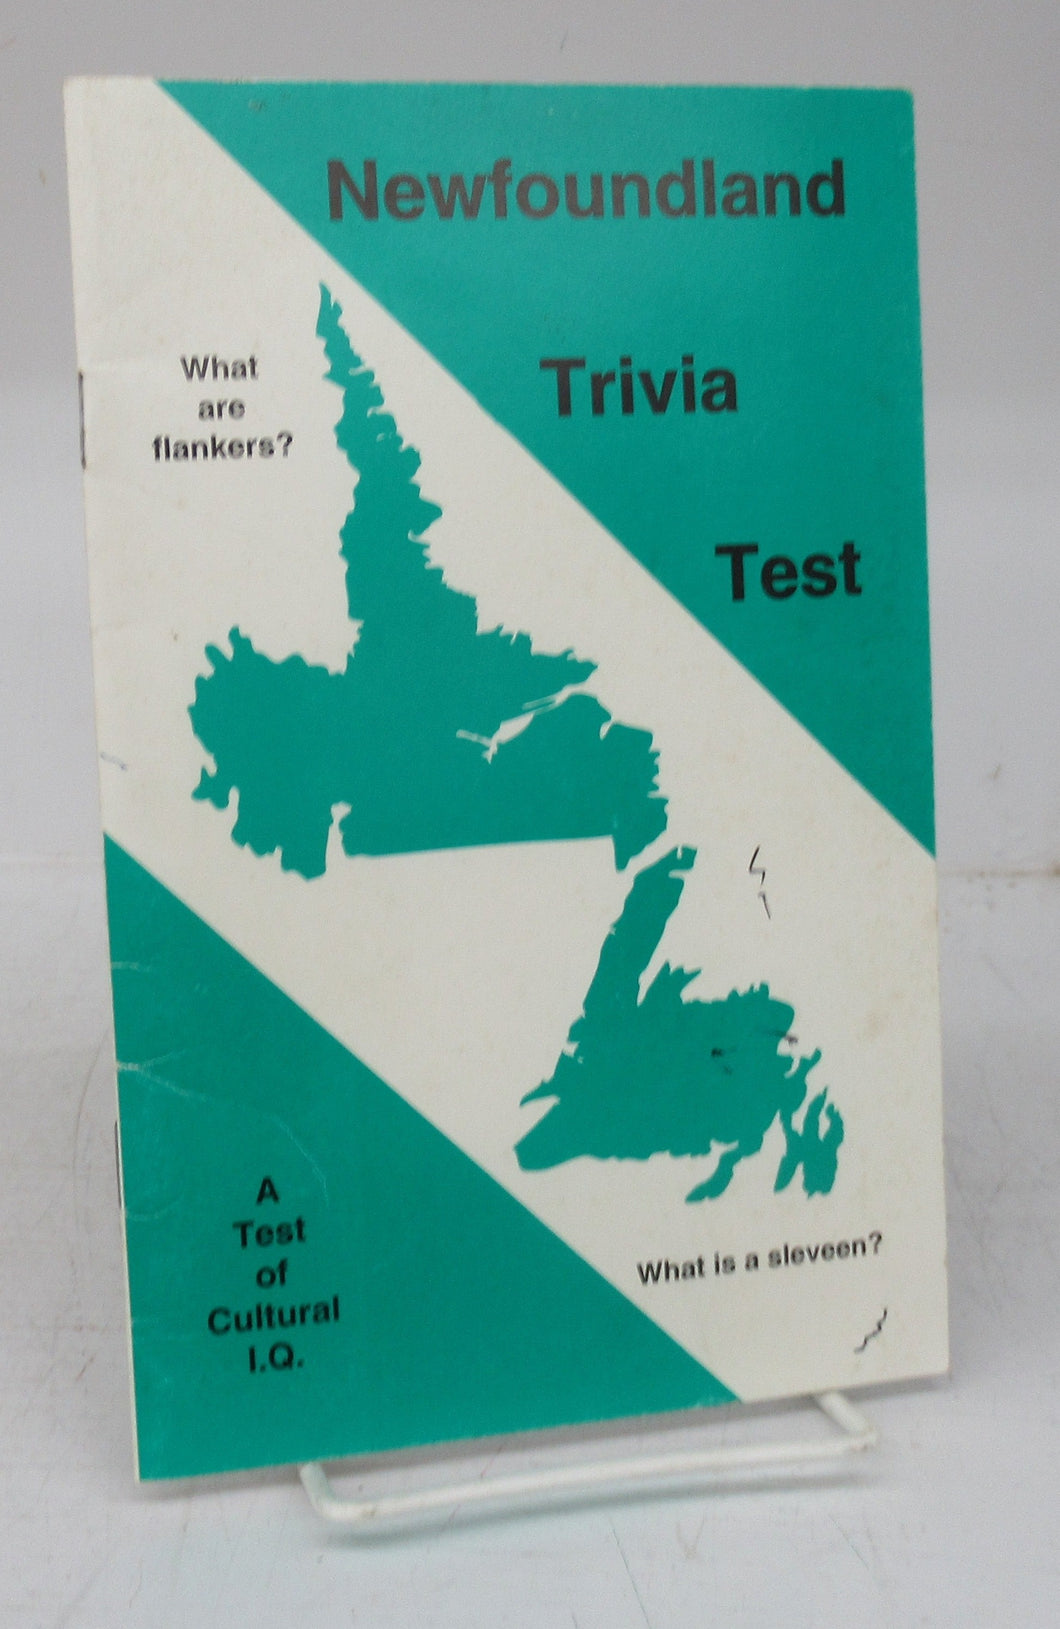 Newfoundland
Trivia
Test
What
are
flankers?
What is a sleveen?
A
Test
of
Cultural
I.Q.